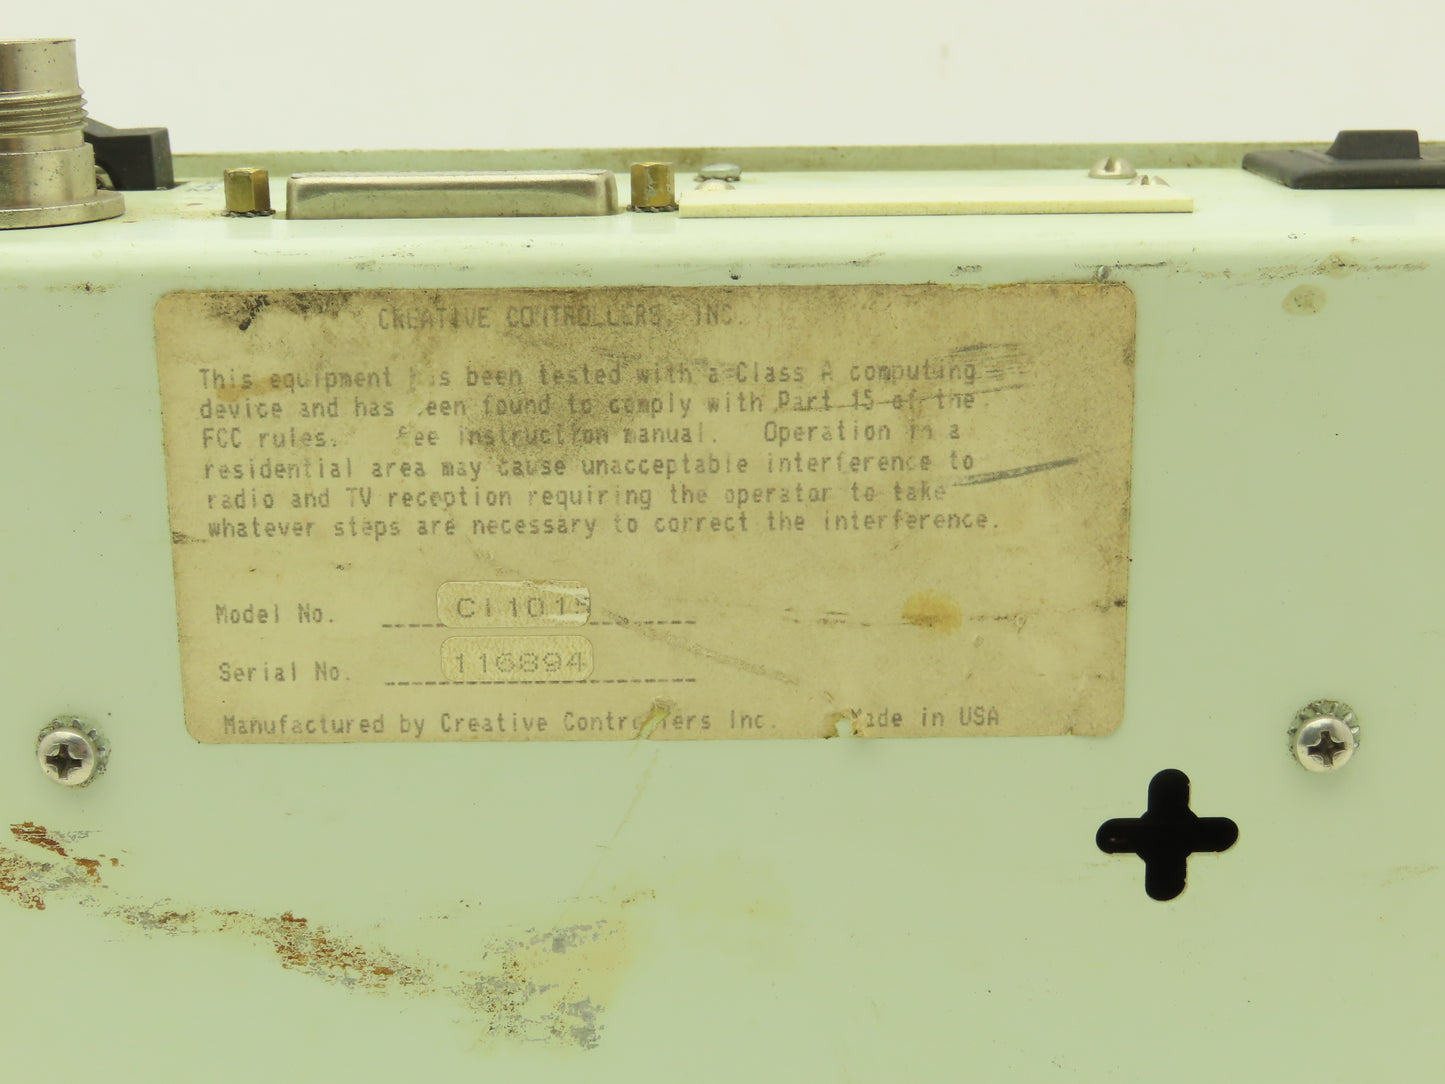 CREATIVE CONTROLLERS, INC.
This equipment has been tested with a Class A computing
device and has been found to comply with Part 15 of the
FCC rules. See instruction manual. Operation in a
residential area may cause unacceptable interference to
radio and TV reception requiring the operator to take
whatever steps are necessary to correct the interference.
Model No. CI1015
Serial No. 116894
Manufactured by Creative Controllers Inc. Made in USA